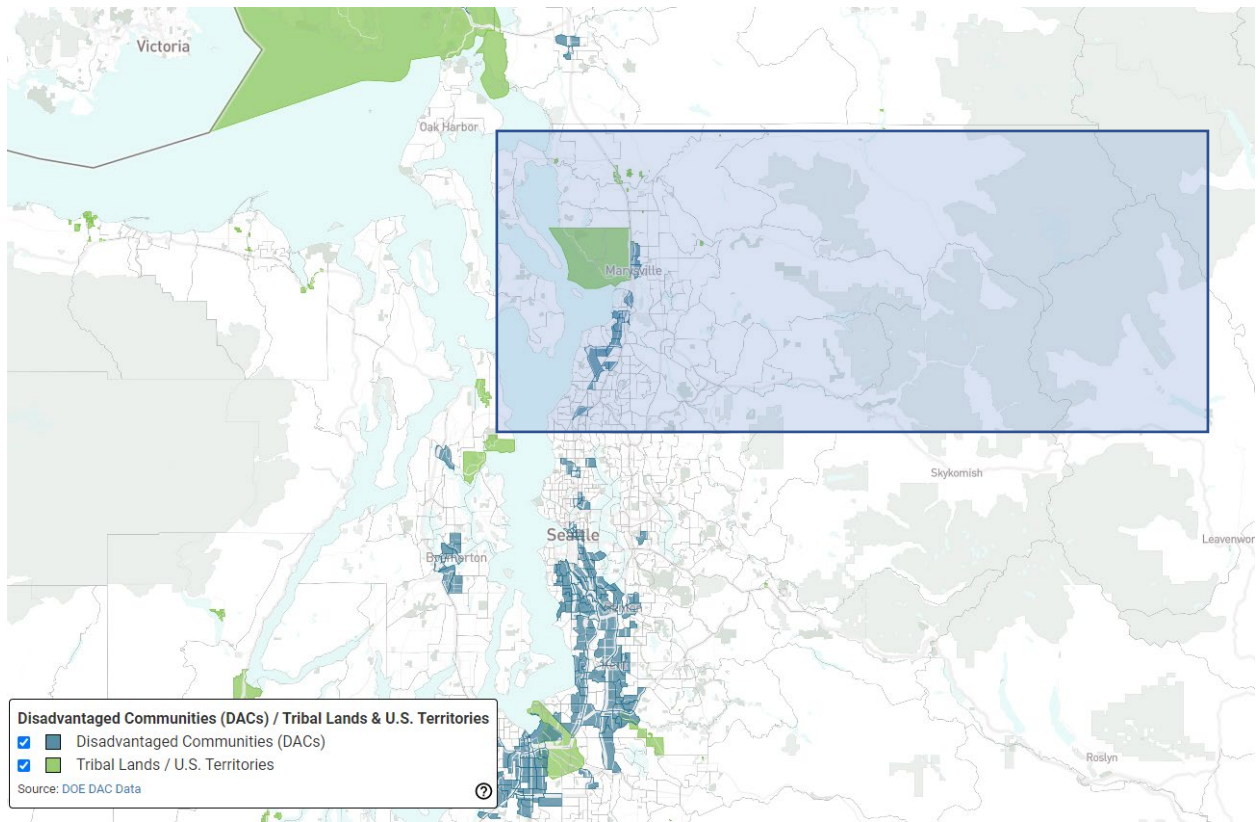 Victoria
Oak Harbor
Marysville
Skykomish
Seattle
Leavenwor
Bremerton
Roslyn
Disadvantaged Communities (DACs) / Tribal Lands & U.S. Territories
Disadvantaged Communities (DACs)
Tribal Lands / U.S. Territories
Source: DOE DAC Data
?